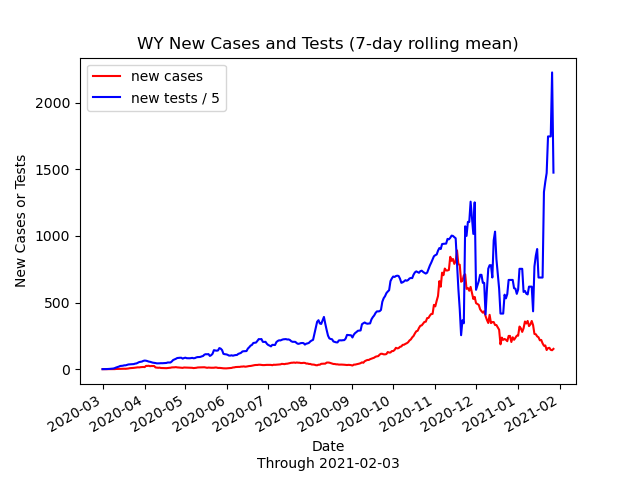 WY New Cases and Tests (7-day rolling mean)
new cases
new tests / 5
New Cases or Tests
2000
1500
1000
500
0
2020-03
2020-04
2020-05
2020-06
2020-07
2020-08
2020-09
2020-10
2020-11
2020-12
2021-01
2021-02
Date
Through 2021-02-03